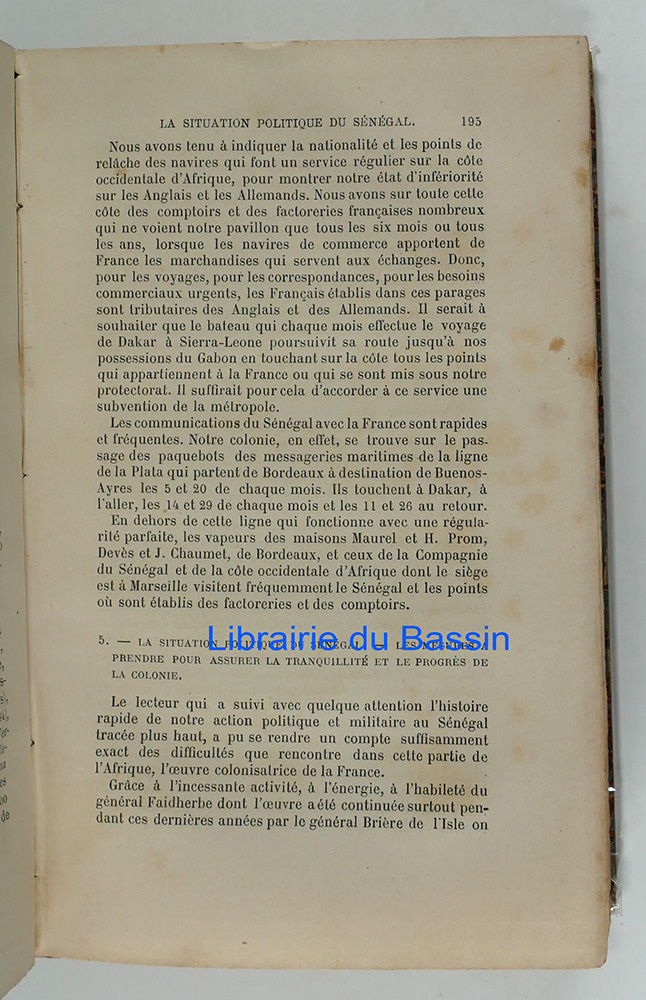 LA SITUATION POLITIQUE DU SÉNÉGAL. 195
Nous avons tenu à indiquer la nationalité et les points de
relâche des navires qui font un service régulier sur la côte
occidentale d'Afrique, pour montrer notre état d'infériorité
sur les Anglais et les Allemands. Nous avons sur toute cette
côte des comptoirs et des factoreries françaises nombreux
qui ne voient notre pavillon que tous les six mois ou tous
les ans, lorsque les navires de commerce apportent de
France les marchandises qui servent aux échanges. Donc,
pour les voyages, pour les correspondances, pour les besoins
commerciaux urgents, les Français établis dans ces parages
sont tributaires des Anglais et des Allemands. Il serait à
souhaiter que le bateau qui chaque mois effectue le voyage
de Dakar à Sierra-Leone poursuivit sa route jusqu'à nos
possessions du Gabon en touchant sur la côte tous les points
qui appartiennent à la France ou qui se sont mis sous notre
protectorat. Il suffirait pour cela d'accorder à ce service une
subvention de la métropole.
Les communications du Sénégal avec la France sont rapides
et fréquentes. Notre colonie, en effet, se trouve sur le pas-
sage des paquebots des messageries maritimes de la ligne
de la Plata qui partent de Bordeaux à destination de Buenos-
Ayres les 5 et 20 de chaque mois. Ils touchent à Dakar, à
l'aller, les 14 et 29 de chaque mois et les 11 et 26 au retour.
En dehors de cette ligne qui fonctionne avec une régula-
rité parfaite, les vapeurs des maisons Maurel et H. Prom,
Devès et J. Chaumet, de Bordeaux, et ceux de la Compagnie
du Sénégal et de la côte occidentale d'Afrique dont le siège
est à Marseille visitent fréquemment le Sénégal et les points
où sont établis des factoreries et des comptoirs.
Librairie du Bassin
5. — LA SITUATION POLITIQUE DU SÉNÉGAL. — LES MESURES A
PRENDRE POUR ASSURER LA TRANQUILLITÉ ET LE PROGRÈS DE
LA COLONIE.
Le lecteur qui a suivi avec quelque attention l'histoire
rapide de notre action politique et militaire au Sénégal
tracée plus haut, a pu se rendre un compte suffisamment
exact des difficultés que rencontre dans cette partie de
l'Afrique, l'œuvre colonisatrice de la France.
Grâce à l'incessante activité, à l'énergie, à l'habileté du
général Faidherbe dont l'œuvre a été continuée surtout pen-
dant ces dernières années par le général Brière de l'Isle on